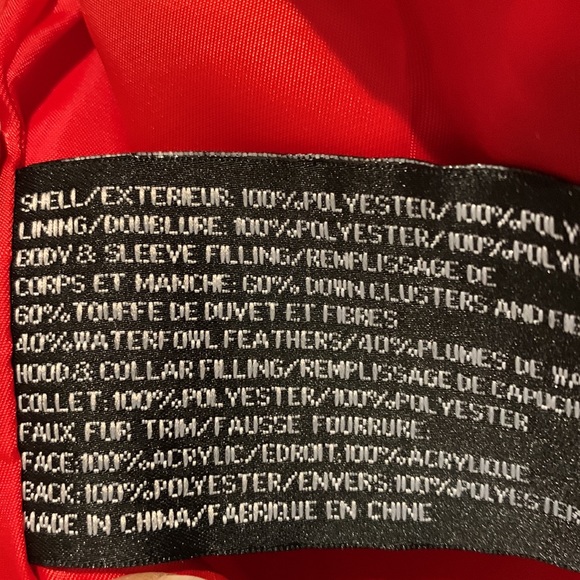 SHELL/EXTERIEUR: 100%POLYESTER/100%POLY
LINING/DOUBLURE: 100%POLYESTER/100%POLY
BODY & SLEEVE FILLING/REMPLISSAGE DE
CORPS ET MANCHE: 60% DOWN CLUSTERS AND FIB
60%TOUFFE DE DUVET ET FIBRES
40%WATERFOWL FEATHERS/40%PLUMES DE WA
HOOD & COLLAR FILLING/REMPLISSAGE DE CAPUCH
COLLET: 100%POLYESTER/100%POLYESTER
FAUX FUR TRIM/FAUSSE FOURRURE:
FACE:100%ACRYLIC/EDROIT:100%ACRYLIQUE
BACK:100%POLYESTER/ENVERS:100%POLYESTER
MADE IN CHINA/FABRIQUE EN CHINE